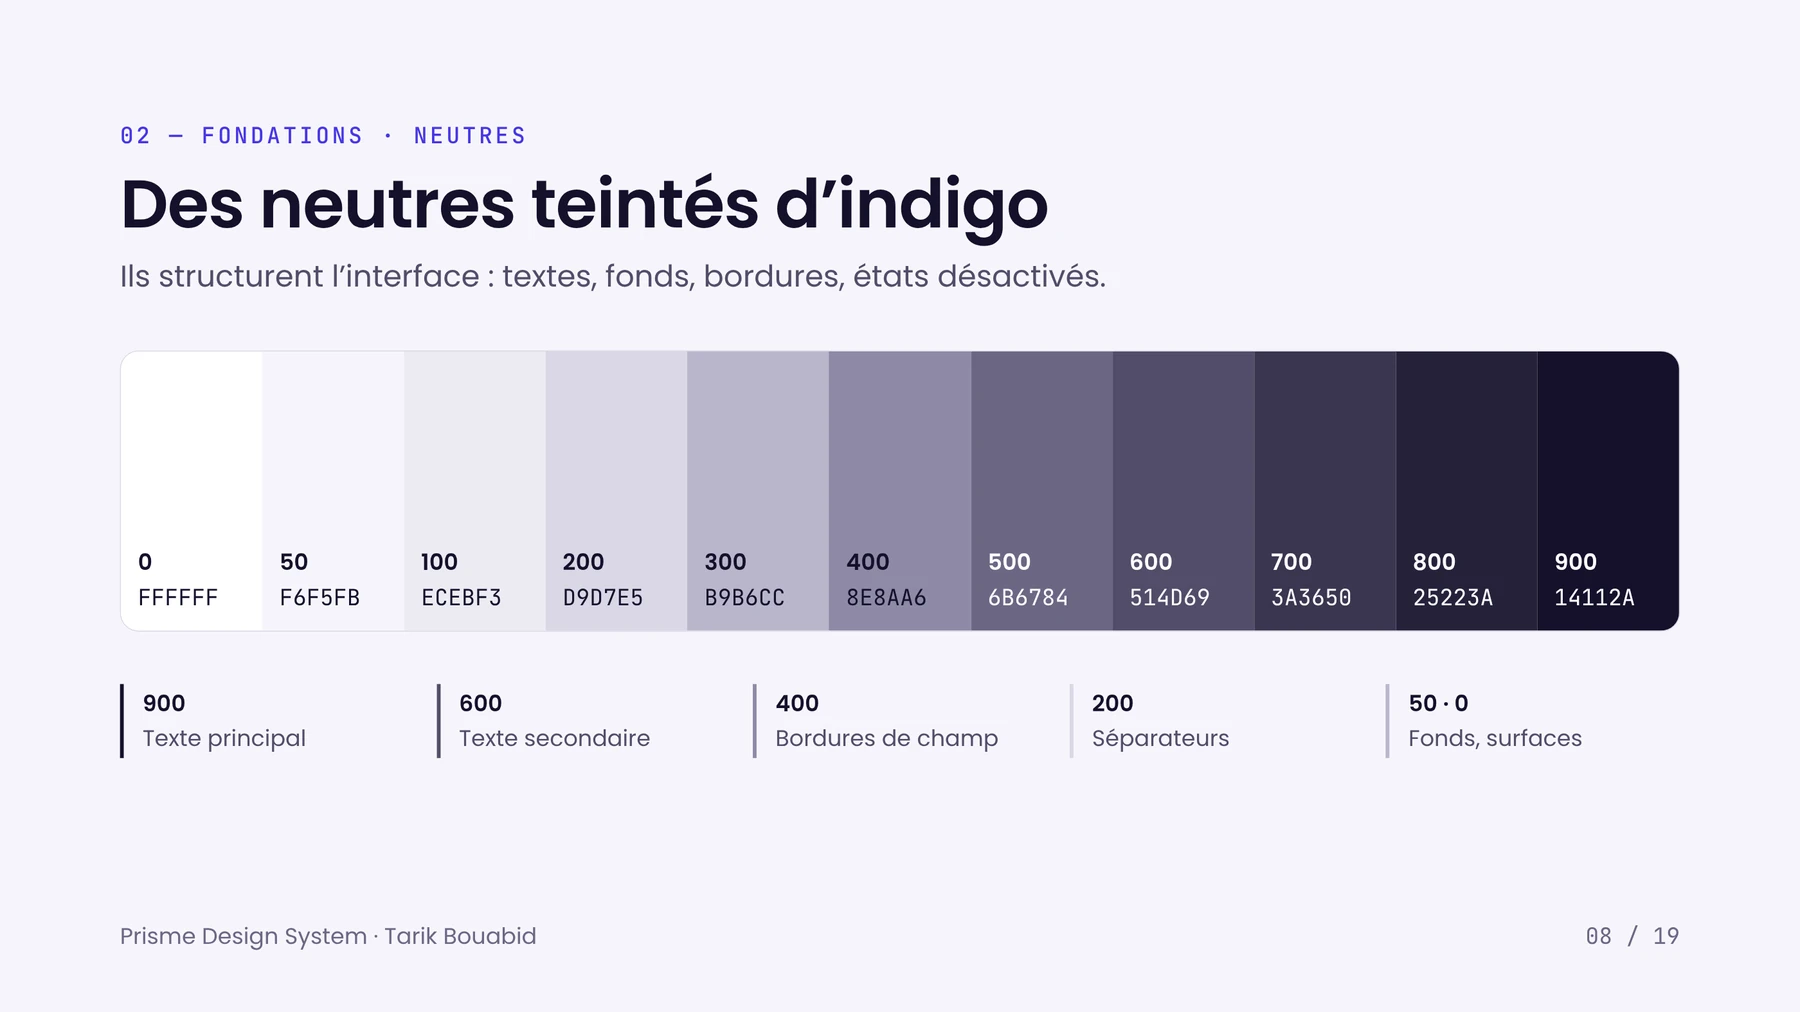 02 — FONDATIONS · NEUTRES
Des neutres teintés d’indigo
Ils structurent l’interface : textes, fonds, bordures, états désactivés.
0 50 100 200 300 400 500 600 700 800 900
FFFFFF F6F5FB ECEBF3 D9D7E5 B9B6CC 8E8AA6 6B6784 514D69 3A3650 25223A 14112A
900 600 400 200 50 · 0
Texte principal Texte secondaire Bordures de champ Séparateurs Fonds, surfaces
Prisme Design System · Tarik Bouabid 08 / 19